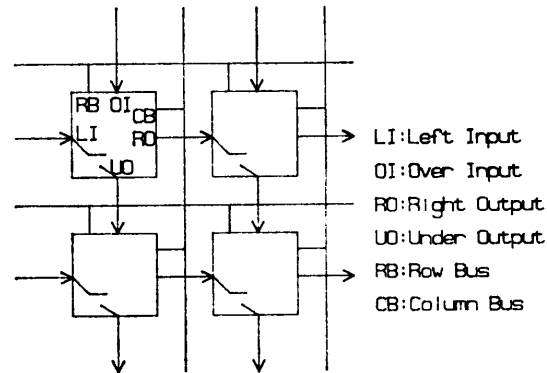 RB OI
CB
LI
RO
UO
LI:Left Input
OI:Over Input
RO:Right Output
UO:Under Output
RB:Row Bus
CB:Column Bus